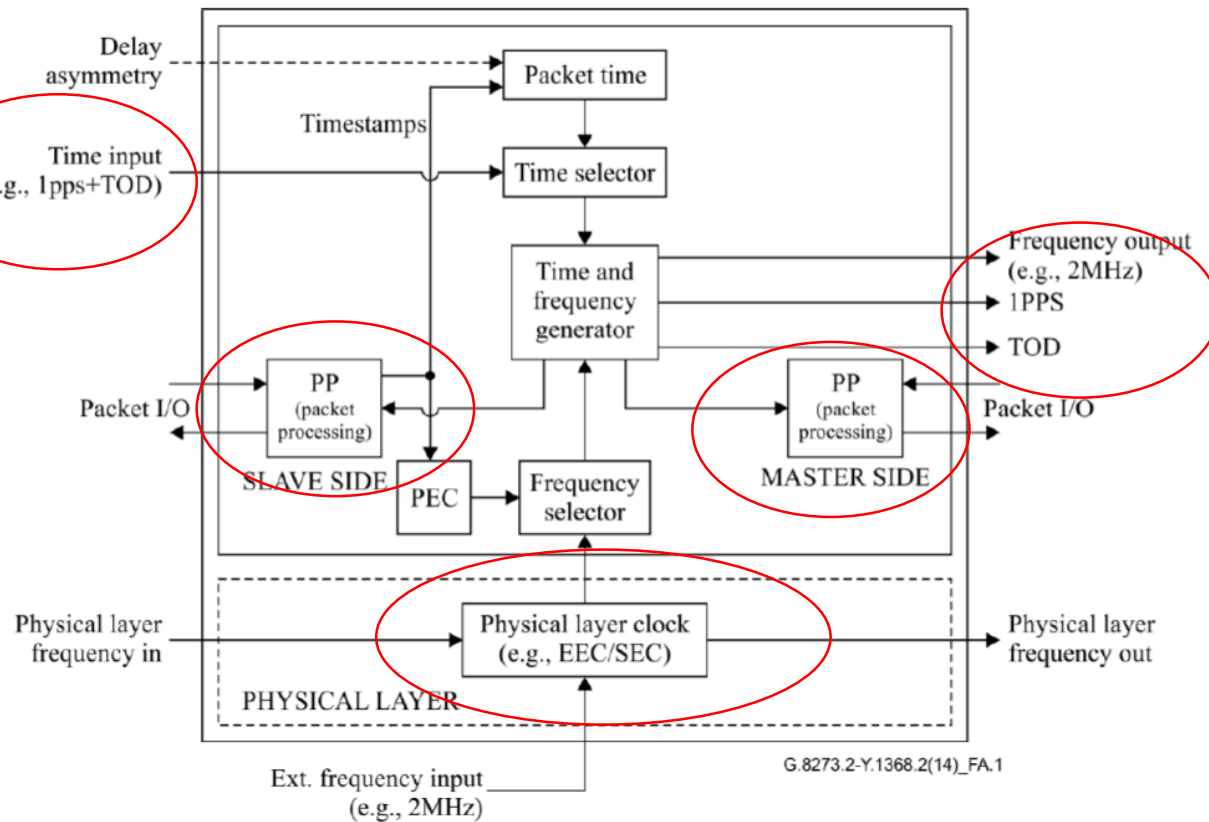 Delay
asymmetry
Packet time
Timestamps
Time input
.g., 1pps+TOD)
Time selector
Time and
frequency
generator
Frequency output
(e.g., 2MHz)
1PPS
TOD
PP
(packet
processing)
Packet I/O
SLAVE SIDE
PEC
Frequency
selector
PP
(packet
processing)
Packet I/O
MASTER SIDE
Physical layer
frequency in
Physical layer clock
(e.g., EEC/SEC)
Physical layer
frequency out
PHYSICAL LAYER
Ext. frequency input
(e.g., 2MHz)
G.8273.2-Y.1368.2(14)_FA.1